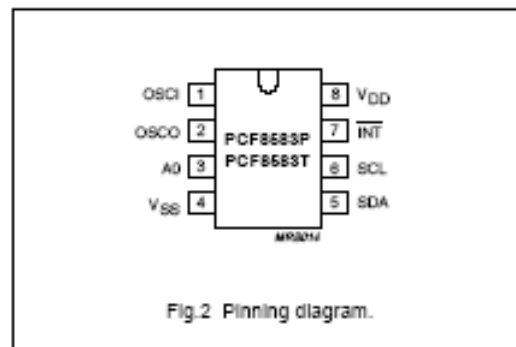 OSCI 1 8 VDD
OSCO 2 7 INT
PCF8583P
PCF8583T
A0 3 6 SCL
VSS 4 5 SDA
Fig.2 Pinning diagram.